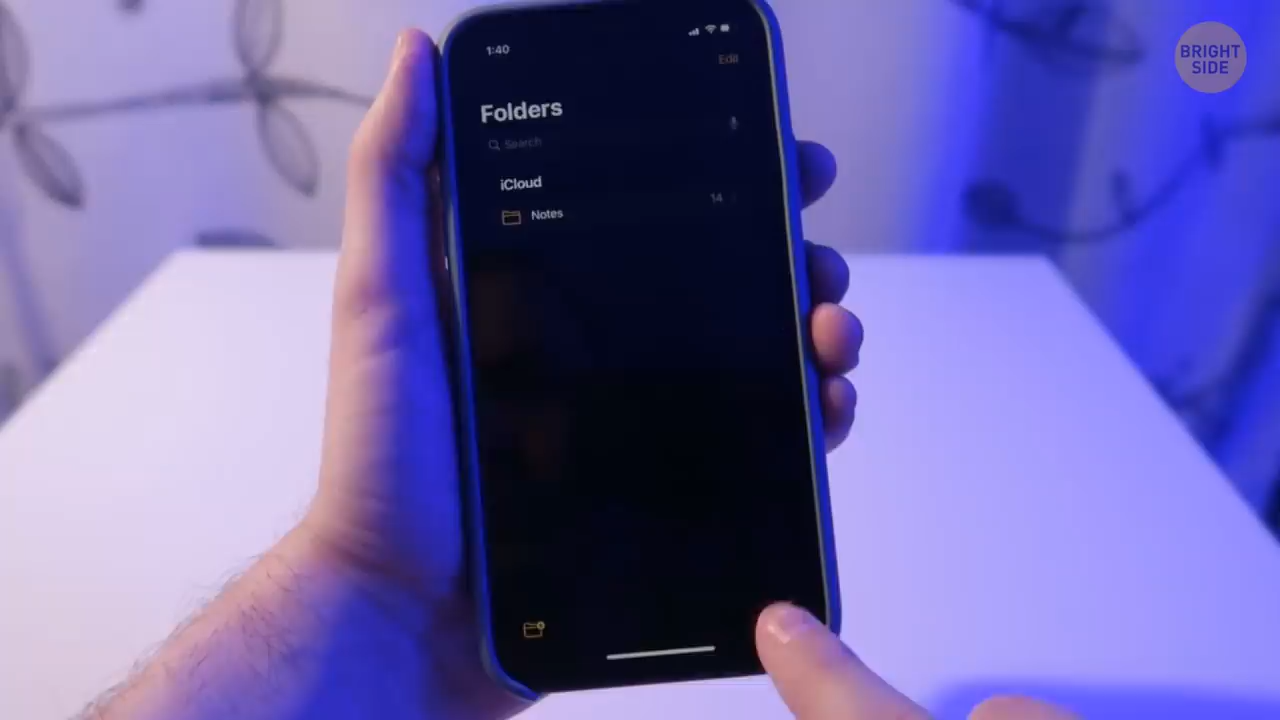 1:40
Edit
Folders
Search
iCloud
Notes
14
BRIGHT
SIDE